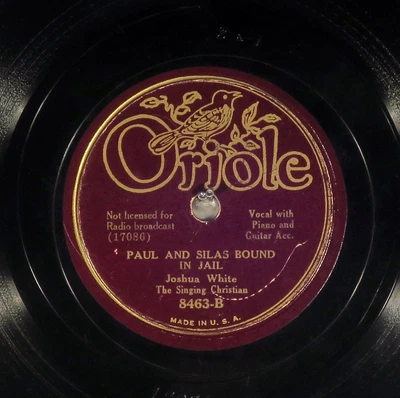 Oriole
Not licensed for
Radio broadcast
(17086)
Vocal with
Piano and
Guitar Acc.
PAUL AND SILAS BOUND
IN JAIL
Joshua White
The Singing Christian
8463-B
MADE IN U. S. A.